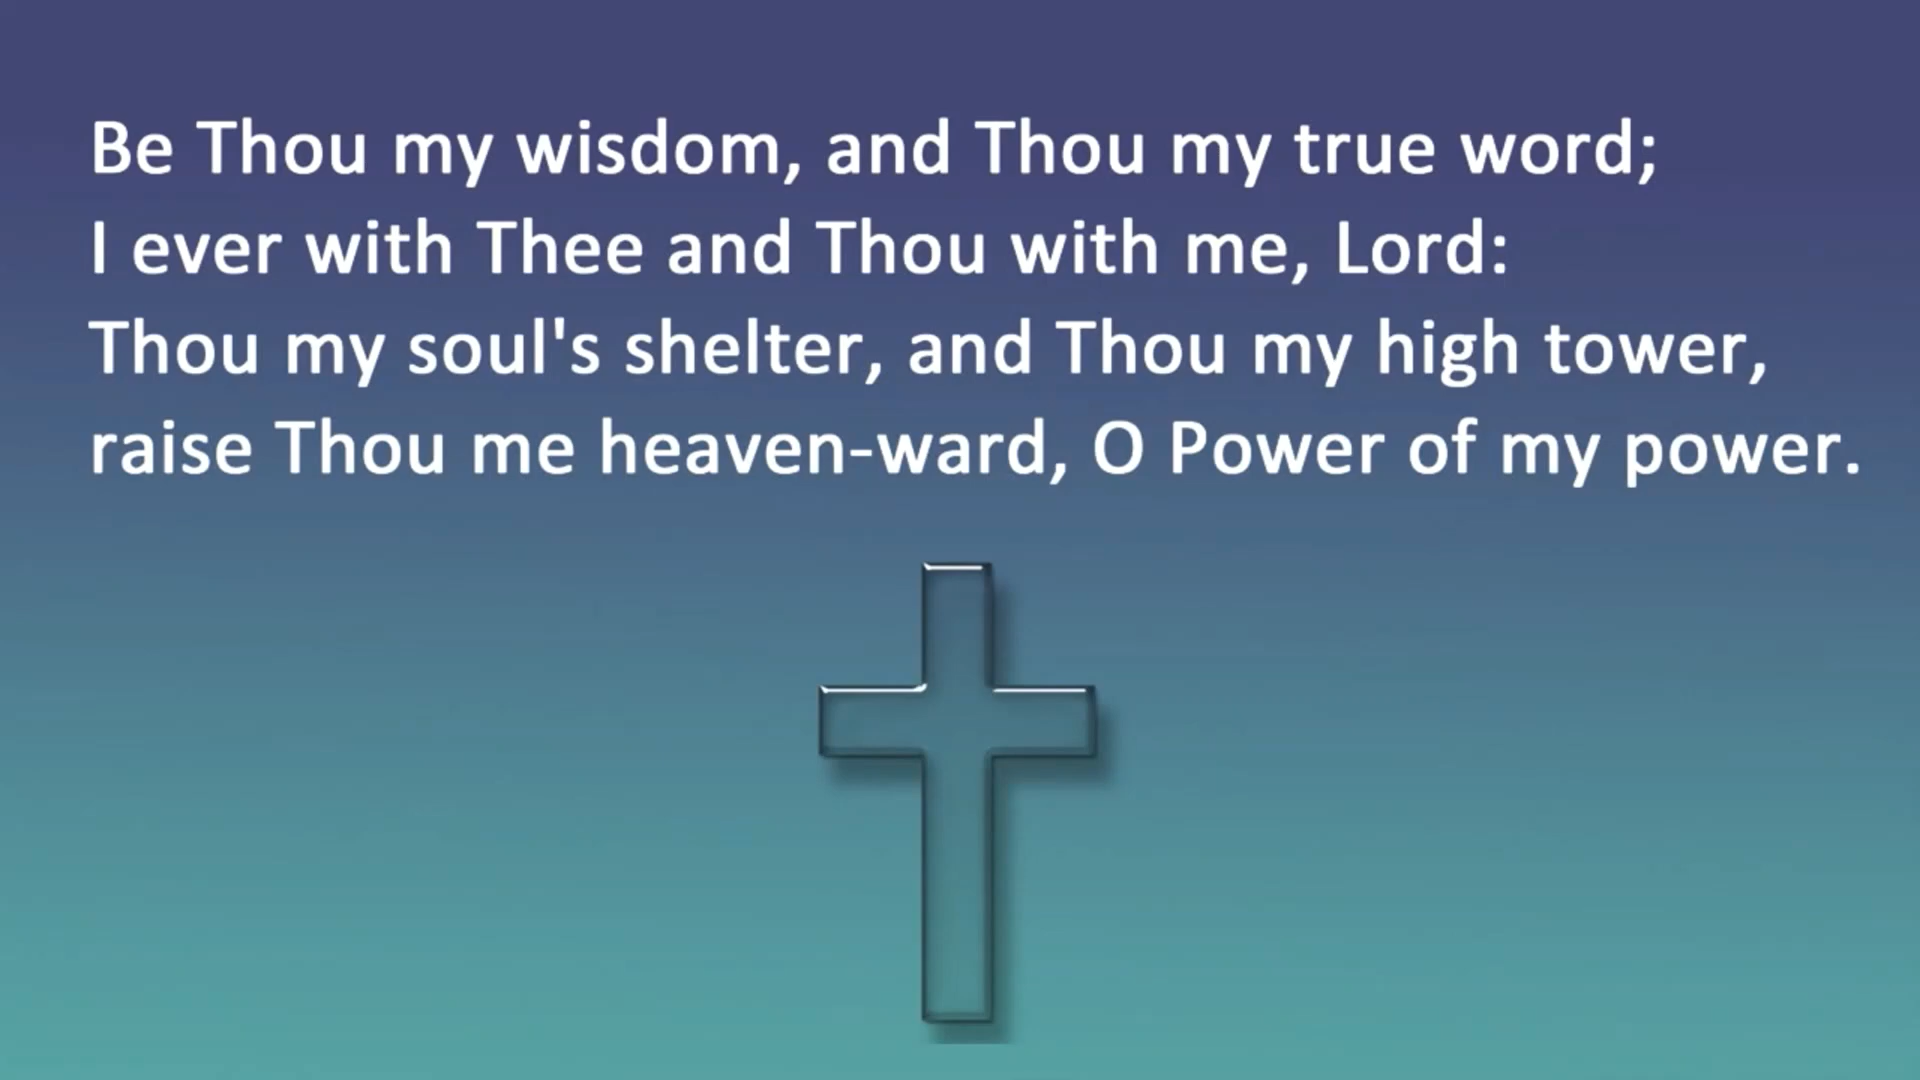 Be Thou my wisdom, and Thou my true word;
I ever with Thee and Thou with me, Lord:
Thou my soul's shelter, and Thou my high tower,
raise Thou me heaven-ward, O Power of my power.